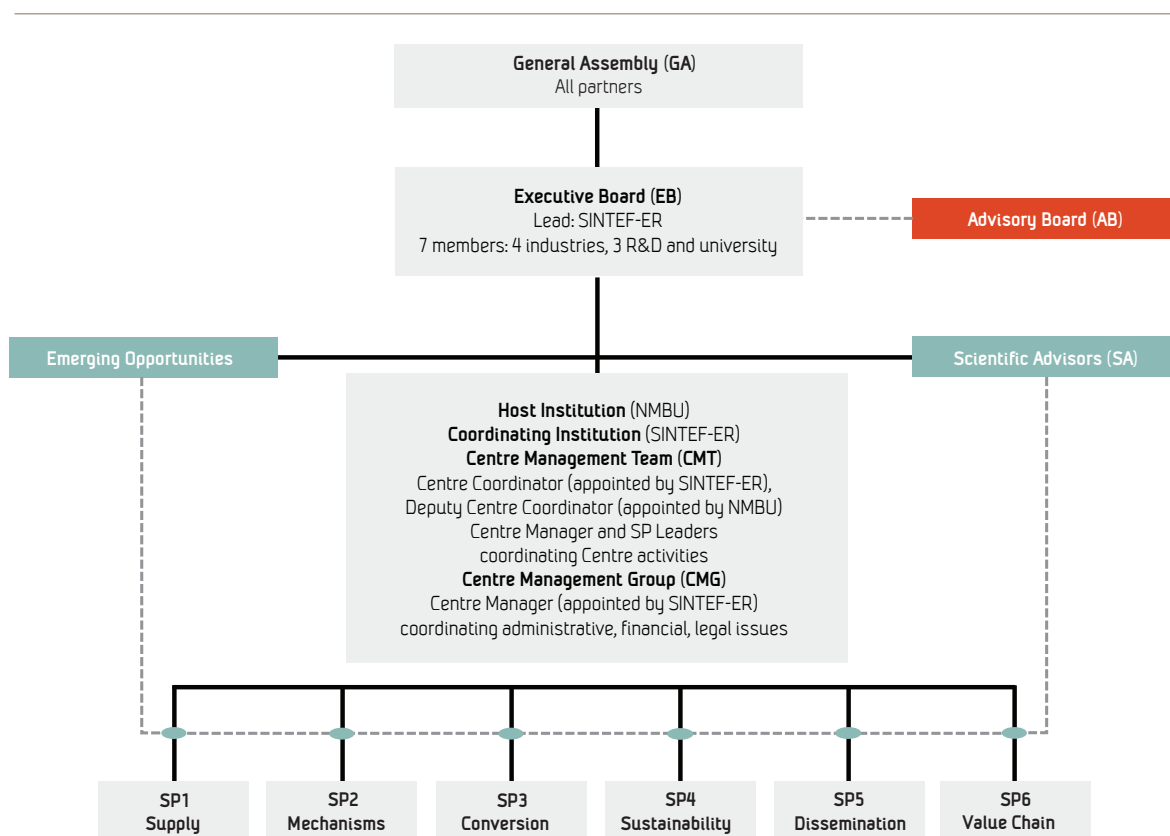 General Assembly (GA)
All partners
Executive Board (EB)
Lead: SINTEF-ER
7 members: 4 industries, 3 R&D and university
Advisory Board (AB)
Emerging Opportunities
Scientific Advisors (SA)
Host Institution (NMBU)
Coordinating Institution (SINTEF-ER)
Centre Management Team (CMT)
Centre Coordinator (appointed by SINTEF-ER),
Deputy Centre Coordinator (appointed by NMBU)
Centre Manager and SP Leaders
coordinating Centre activities
Centre Management Group (CMG)
Centre Manager (appointed by SINTEF-ER)
coordinating administrative, financial, legal issues
SP1
Supply
SP2
Mechanisms
SP3
Conversion
SP4
Sustainability
SP5
Dissemination
SP6
Value Chain